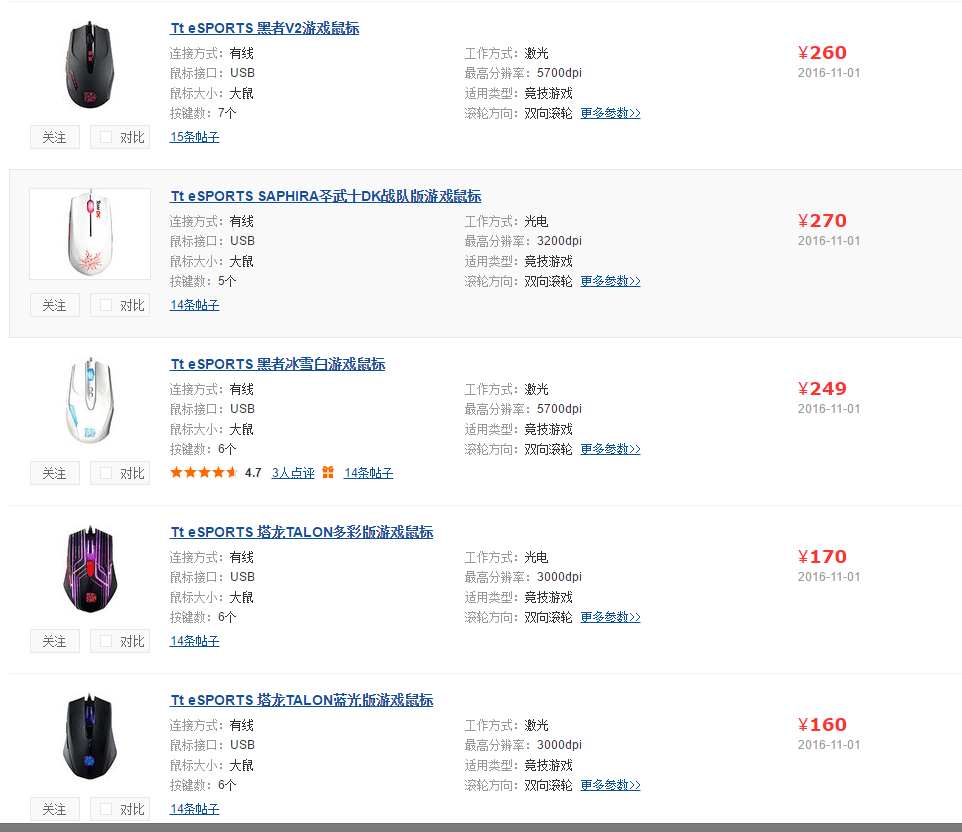 Tt eSPORTS 黑者V2游戏鼠标
连接方式：有线 工作方式：激光 ¥260
鼠标接口：USB 最高分辨率：5700dpi 2016-11-01
鼠标大小：大鼠 适用类型：竞技游戏
按键数：7个 滚轮方向：双向滚轮 更多参数>>
关注 对比 15条帖子
Tt eSPORTS SAPHIRA圣武士DK战队版游戏鼠标
连接方式：有线 工作方式：光电 ¥270
鼠标接口：USB 最高分辨率：3200dpi 2016-11-01
鼠标大小：大鼠 适用类型：竞技游戏
按键数：5个 滚轮方向：双向滚轮 更多参数>>
关注 对比 14条帖子
Tt eSPORTS 黑者冰雪白游戏鼠标
连接方式：有线 工作方式：激光 ¥249
鼠标接口：USB 最高分辨率：5700dpi 2016-11-01
鼠标大小：大鼠 适用类型：竞技游戏
按键数：6个 滚轮方向：双向滚轮 更多参数>>
关注 对比 4.7 3人点评 14条帖子
Tt eSPORTS 塔龙TALON多彩版游戏鼠标
连接方式：有线 工作方式：光电 ¥170
鼠标接口：USB 最高分辨率：3000dpi 2016-11-01
鼠标大小：大鼠 适用类型：竞技游戏
按键数：6个 滚轮方向：双向滚轮 更多参数>>
关注 对比 14条帖子
Tt eSPORTS 塔龙TALON蓝光版游戏鼠标
连接方式：有线 工作方式：激光 ¥160
鼠标接口：USB 最高分辨率：3000dpi 2016-11-01
鼠标大小：大鼠 适用类型：竞技游戏
按键数：6个 滚轮方向：双向滚轮 更多参数>>
关注 对比 14条帖子